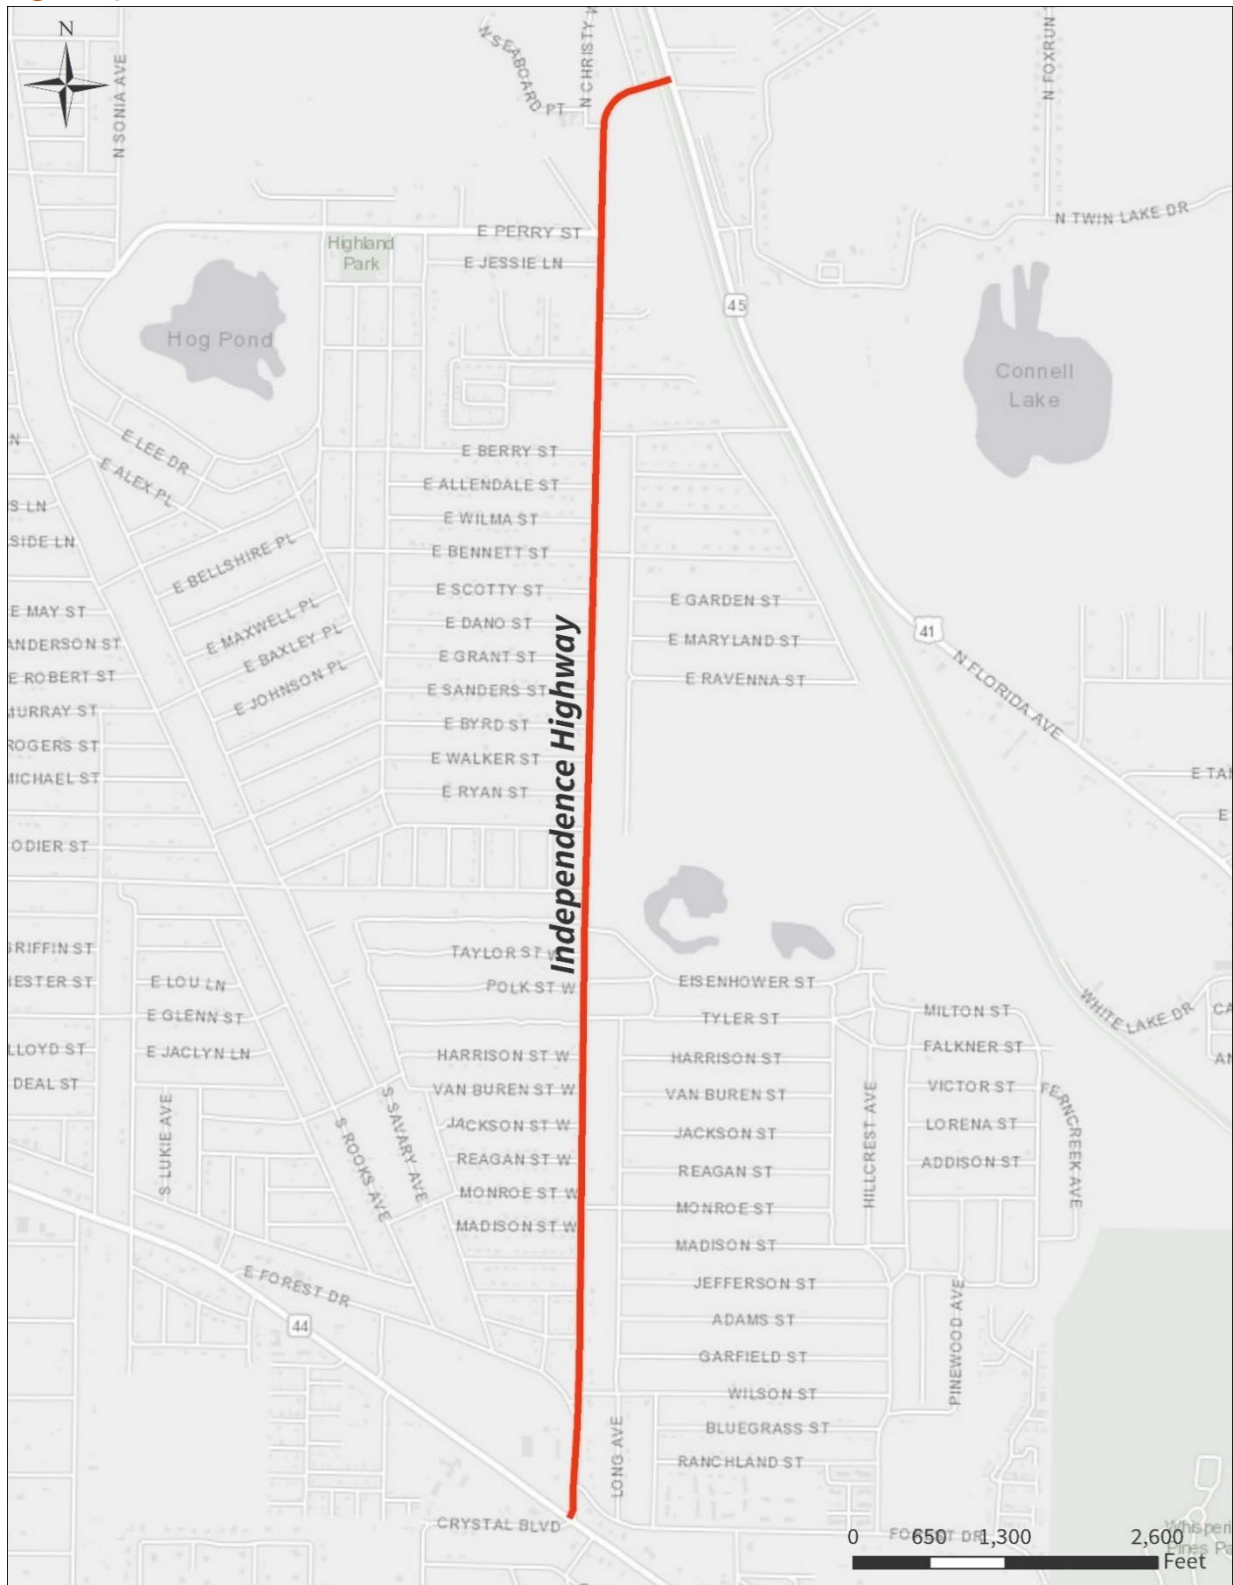 N
N SONIA AVE
N SEABOARD PT
N CHRISTY W
N FOXRUN
N TWIN LAKE DR
E PERRY ST
Highland
Park
E JESSIE LN
45
Hog Pond
Connell
Lake
N
E LEE DR
E ALEX PL
E BERRY ST
E ALLENDALE ST
S LN
E WILMA ST
SIDE LN
E BELLSHIRE PL
E BENNETT ST
E SCOTTY ST
E GARDEN ST
E MAY ST
E MAXWELL PL
E DANO ST
41
ANDERSON ST
E BAXLEY PL
E MARYLAND ST
E GRANT ST
N FLORIDA AVE
E ROBERT ST
E JOHNSON PL
E SANDERS ST
E RAVENNA ST
MURRAY ST
E BYRD ST
ROGERS ST
E WALKER ST
MICHAEL ST
E RYAN ST
E TAN
E
Independence Highway
ODIER ST
GRIFFIN ST
TAYLOR ST W
HESTER ST
E LOU LN
POLK ST W
EISENHOWER ST
WHITE LAKE DR
CA
E GLENN ST
TYLER ST
MILTON ST
LLOYD ST
E JACLYN LN
HARRISON ST W
HARRISON ST
FALKNER ST
AN
DEAL ST
VAN BUREN ST W
VAN BUREN ST
VICTOR ST
FERNCREEK AVE
S LUKIE AVE
S ROOKS AVE
S SAVARY AVE
JACKSON ST W
JACKSON ST
HILLCREST AVE
LORENA ST
REAGAN ST W
REAGAN ST
ADDISON ST
MONROE ST W
MONROE ST
MADISON ST W
MADISON ST
E FOREST DR
JEFFERSON ST
44
ADAMS ST
PINEWOOD AVE
GARFIELD ST
WILSON ST
LONG AVE
BLUEGRASS ST
RANCHLAND ST
CRYSTAL BLVD
FOREST DR
Whisperi
Pines Pa
0 650 1,300 2,600
Feet